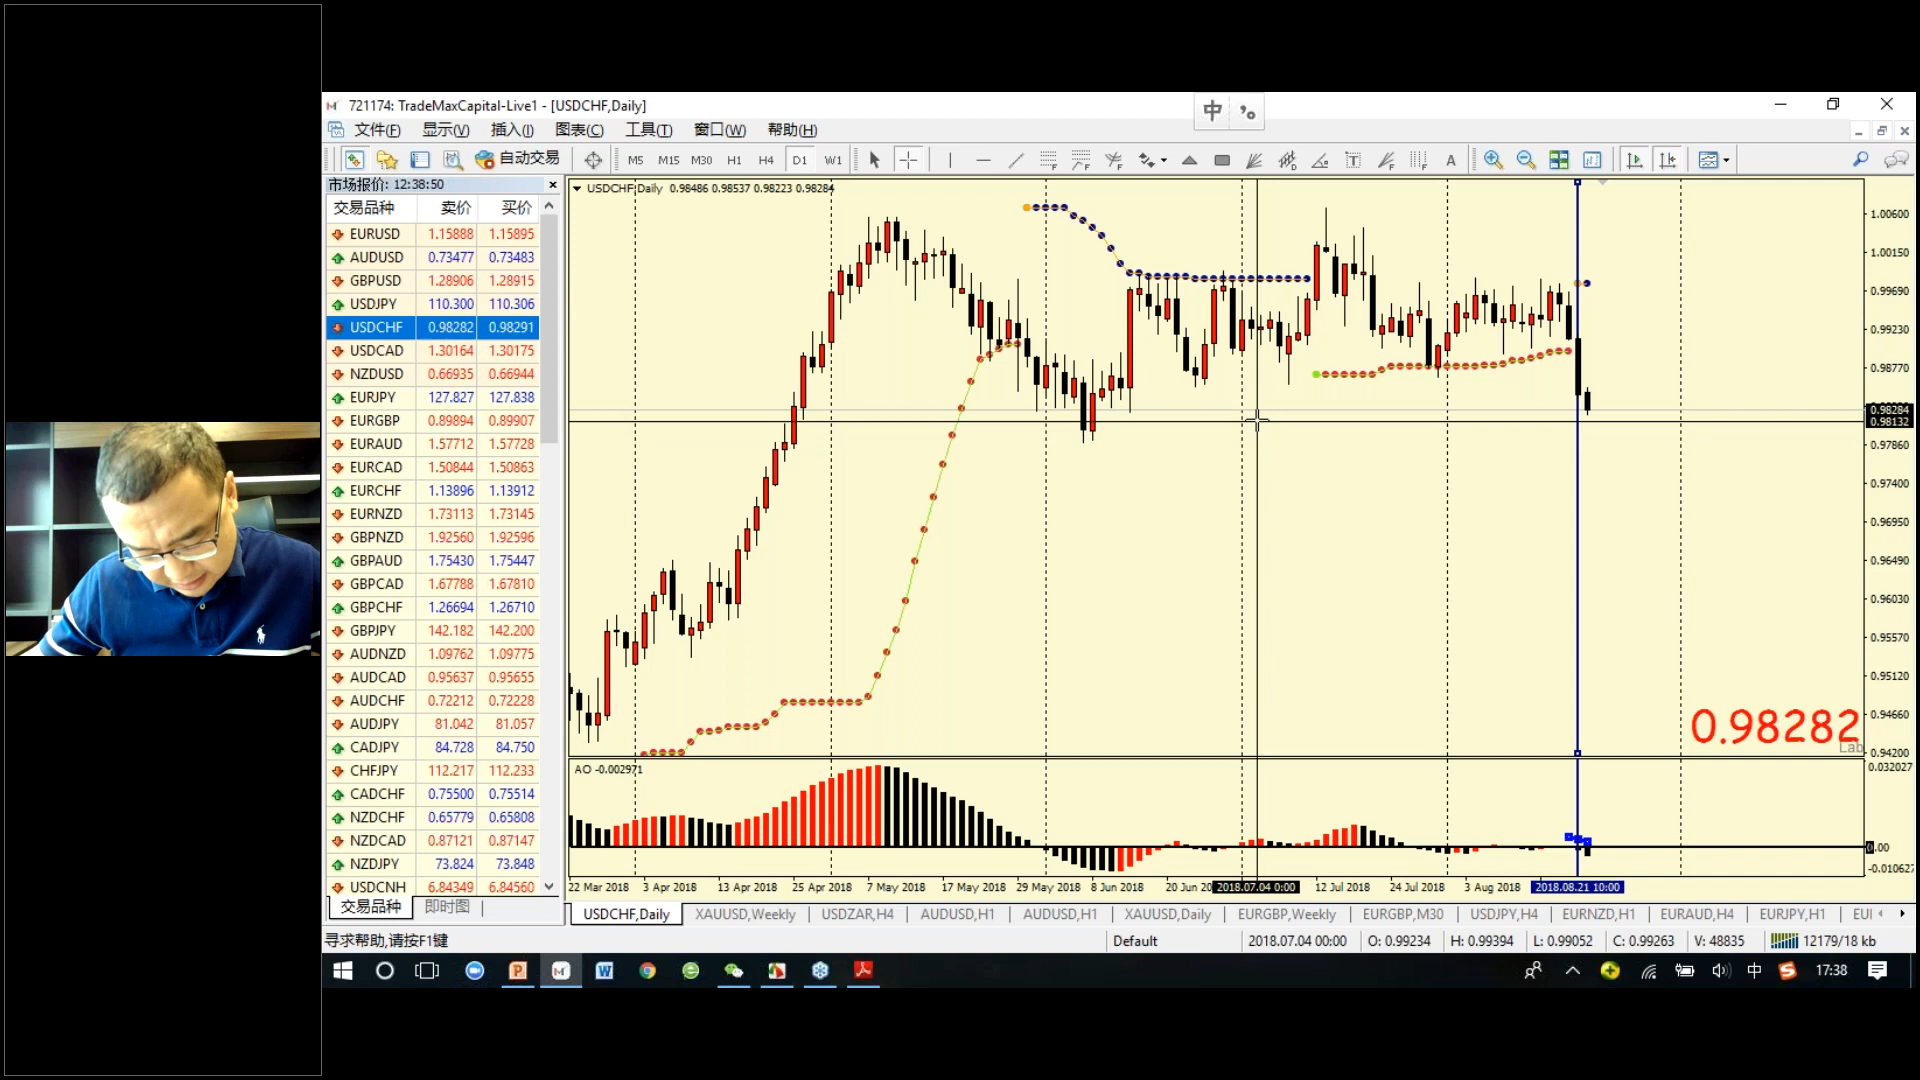 721174: TradeMaxCapital-Live1 - [USDCHF,Daily]
中 °,
文件(F) 显示(V) 插入(I) 图表(C) 工具(T) 窗口(W) 帮助(H)
自动交易 M5 M15 M30 H1 H4 D1 W1 A T
市场报价: 12:38:50
交易品种 卖价 买价
EURUSD 1.15888 1.15895
AUDUSD 0.73477 0.73483
GBPUSD 1.28906 1.28915
USDJPY 110.300 110.306
USDCHF 0.98282 0.98291
USDCAD 1.30164 1.30175
NZDUSD 0.66935 0.66944
EURJPY 127.827 127.838
EURGBP 0.89894 0.89907
EURAUD 1.57712 1.57728
EURCAD 1.50844 1.50863
EURCHF 1.13896 1.13912
EURNZD 1.73113 1.73145
GBPNZD 1.92560 1.92596
GBPAUD 1.75430 1.75447
GBPCAD 1.67788 1.67810
GBPCHF 1.26694 1.26710
GBPJPY 142.182 142.200
AUDNZD 1.09762 1.09775
AUDCAD 0.95637 0.95655
AUDCHF 0.72212 0.72228
AUDJPY 81.042 81.057
CADJPY 84.728 84.750
CHFJPY 112.217 112.233
CADCHF 0.75500 0.75514
NZDCHF 0.65779 0.65808
NZDCAD 0.87121 0.87147
NZDJPY 73.824 73.848
USDCNH 6.84349 6.84560
交易品种 即时图
USDCHF,Daily 0.98486 0.98537 0.98223 0.98284
1.00600
1.00150
0.99690
0.99230
0.98770
0.98284
0.98132
0.97860
0.97400
0.96950
0.96490
0.96030
0.95570
0.95120
0.94660
0.94200
0.98282
Lab
AO -0.002971
0.032027
0.00
-0.010627
22 Mar 2018 3 Apr 2018 13 Apr 2018 25 Apr 2018 7 May 2018 17 May 2018 29 May 2018 8 Jun 2018 20 Jun 20 2018.07.04 0:00 12 Jul 2018 24 Jul 2018 3 Aug 2018 2018.08.21 10:00
USDCHF,Daily XAUUSD,Weekly USDZAR,H4 AUDUSD,H1 AUDUSD,H1 XAUUSD,Daily EURGBP,Weekly EURGBP,M30 USDJPY,H4 EURNZD,H1 EURAUD,H4 EURJPY,H1 EUI
寻求帮助,请按F1键 Default 2018.07.04 00:00 O: 0.99234 H: 0.99394 L: 0.99052 C: 0.99263 V: 48835 12179/18 kb
中 17:38